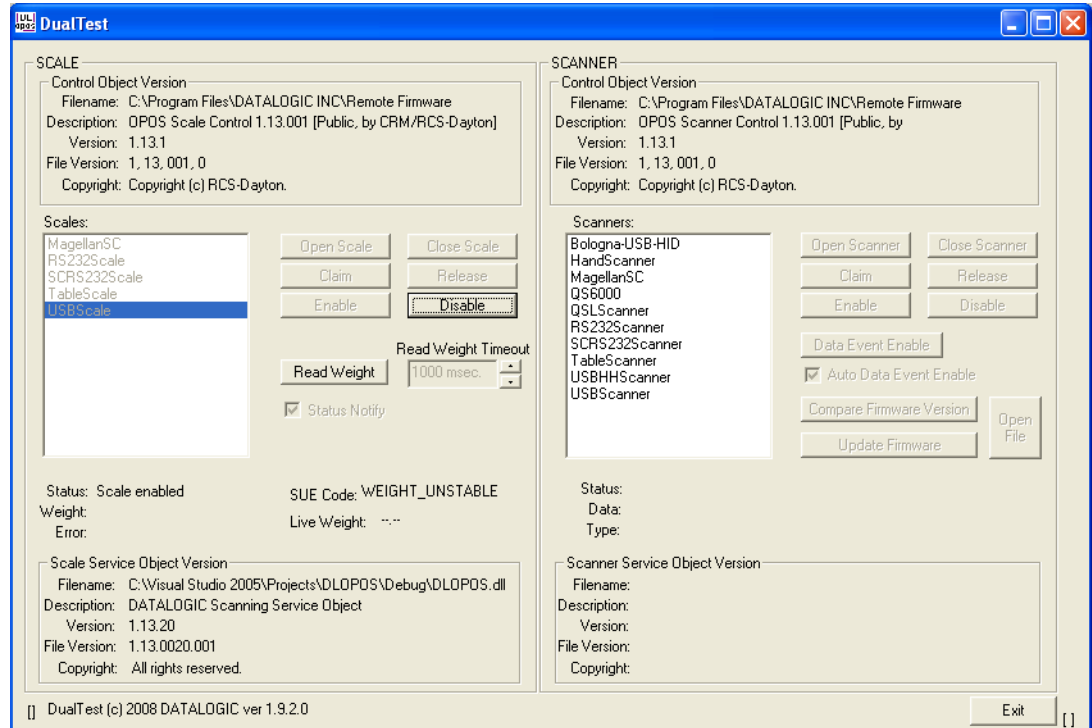 UL
opos
DualTest
SCALE
Control Object Version
Filename: C:\Program Files\DATALOGIC INC\Remote Firmware
Description: OPOS Scale Control 1.13.001 [Public, by CRM/RCS-Dayton]
Version: 1.13.1
File Version: 1, 13, 001, 0
Copyright: Copyright (c) RCS-Dayton.
Scales:
MagellanSC
RS232Scale
SCRS232Scale
TableScale
USBScale
Open Scale Close Scale
Claim Release
Enable Disable
Read Weight Timeout
Read Weight 1000 msec.
Status Notify
Status: Scale enabled
Weight:
Error:
SUE Code: WEIGHT_UNSTABLE
Live Weight: --.--
Scale Service Object Version
Filename: C:\Visual Studio 2005\Projects\DLOPOS\Debug\DLOPOS.dll
Description: DATALOGIC Scanning Service Object
Version: 1.13.20
File Version: 1.13.0020.001
Copyright: All rights reserved.
SCANNER
Control Object Version
Filename: C:\Program Files\DATALOGIC INC\Remote Firmware
Description: OPOS Scanner Control 1.13.001 [Public, by
Version: 1.13.1
File Version: 1, 13, 001, 0
Copyright: Copyright (c) RCS-Dayton.
Scanners:
Bologna-USB-HID
HandScanner
MagellanSC
QS6000
QSLScanner
RS232Scanner
SCRS232Scanner
TableScanner
USBHHScanner
USBScanner
Open Scanner Close Scanner
Claim Release
Enable Disable
Data Event Enable
Auto Data Event Enable
Compare Firmware Version
Update Firmware
Open
File
Status:
Data:
Type:
Scanner Service Object Version
Filename:
Description:
Version:
File Version:
Copyright:
[] DualTest (c) 2008 DATALOGIC ver 1.9.2.0
Exit
[ ]